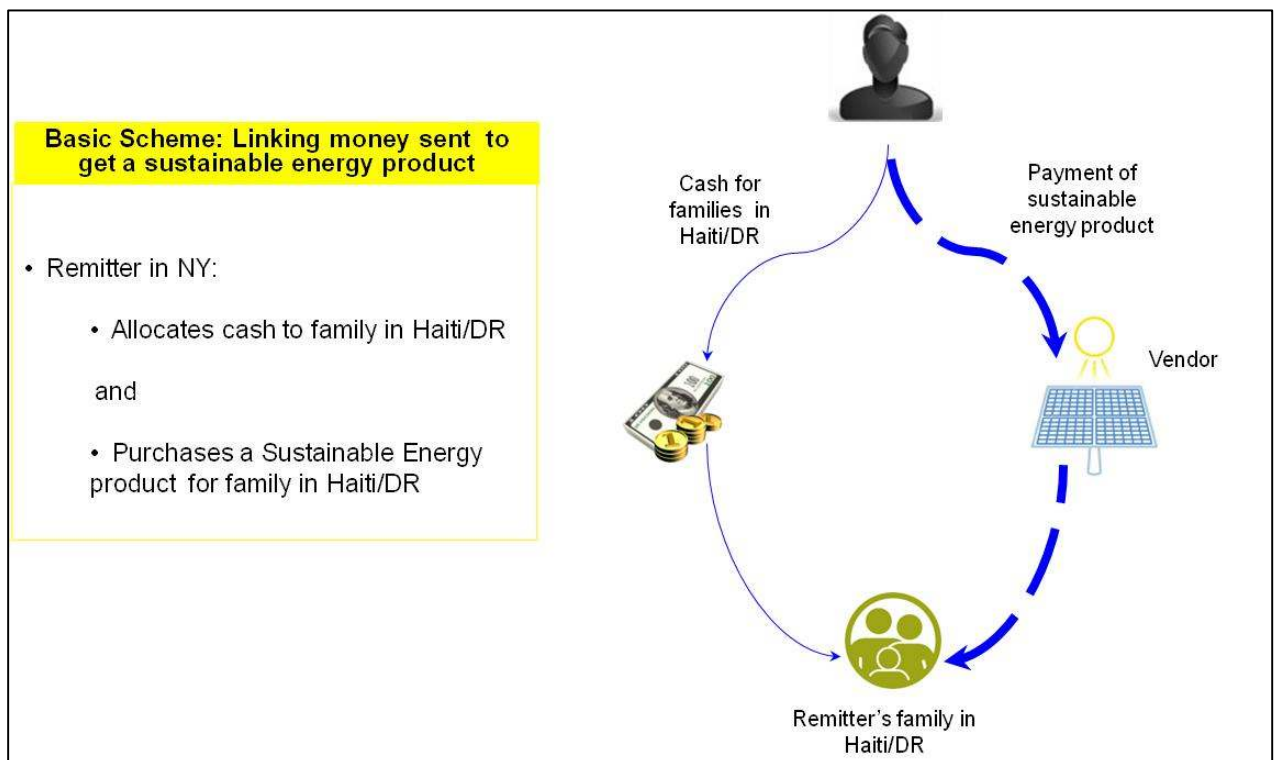 Basic Scheme: Linking money sent to
get a sustainable energy product
• Remitter in NY:
• Allocates cash to family in Haiti/DR
and
• Purchases a Sustainable Energy
product for family in Haiti/DR
Cash for
families in
Haiti/DR
Payment of
sustainable
energy product
Vendor
100
Remitter's family in
Haiti/DR